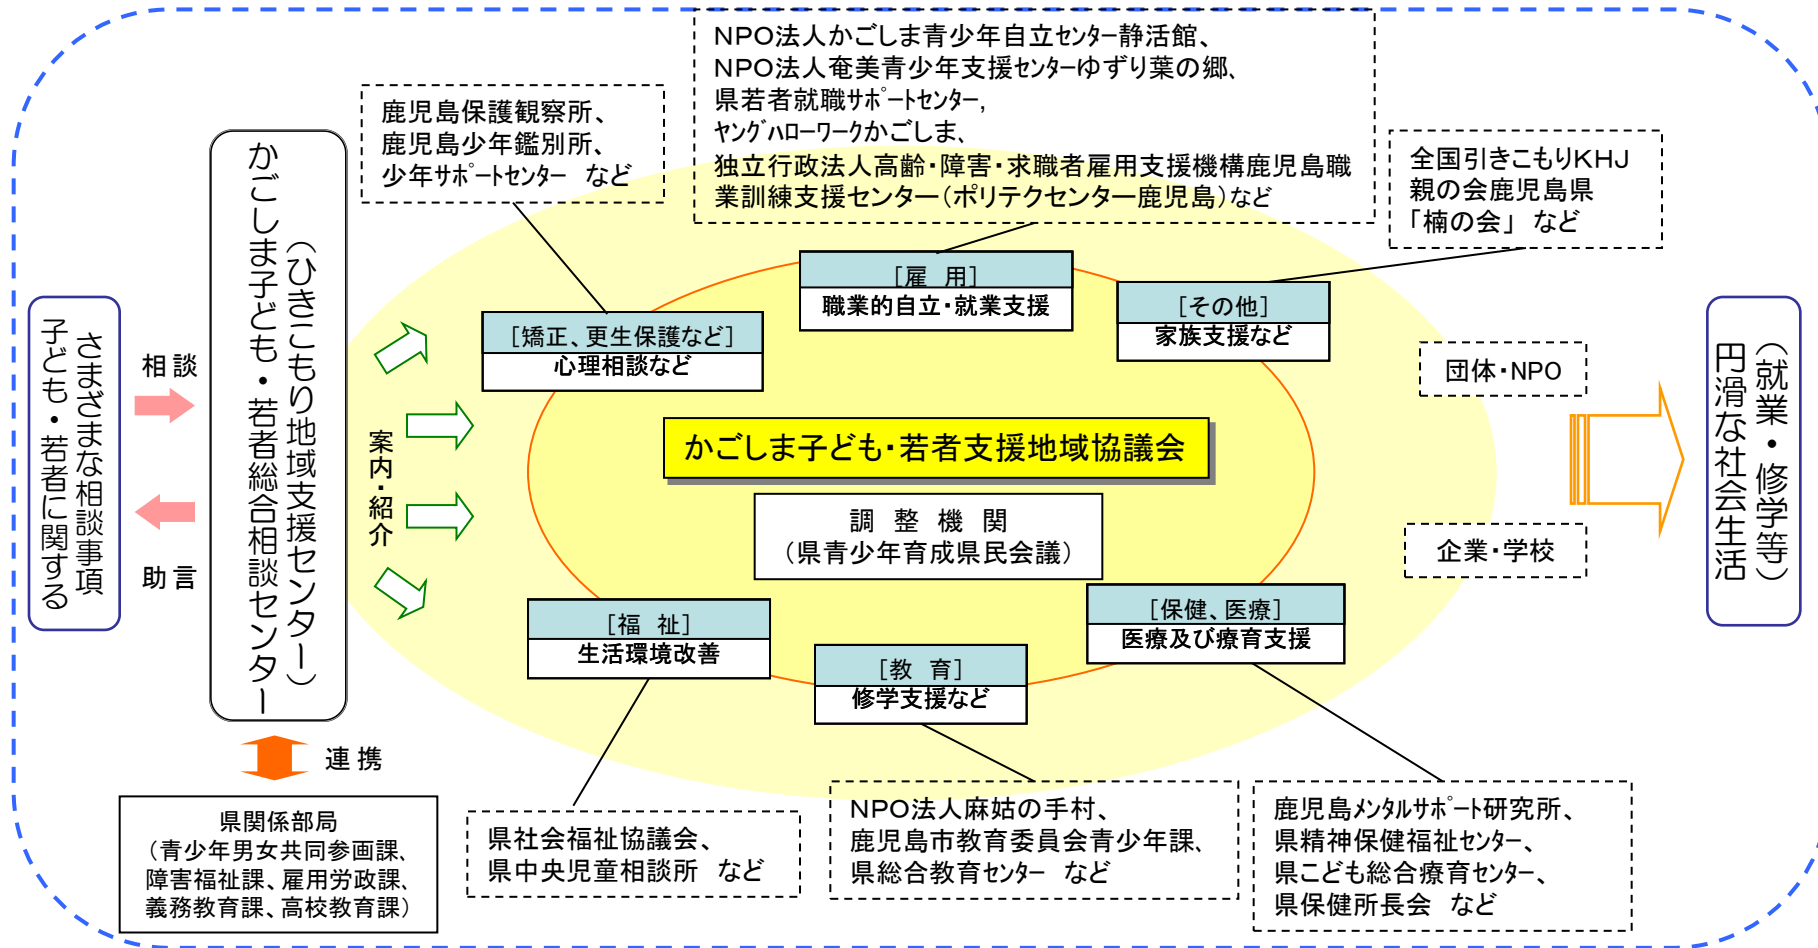 NPO法人かごしま青少年自立センター静活館、
NPO法人奄美青少年支援センターゆずり葉の郷、
県若者就職サポートセンター,
ヤングハローワークかごしま、
独立行政法人高齢・障害・求職者雇用支援機構鹿児島職
業訓練支援センター（ポリテクセンター鹿児島）など
鹿児島保護観察所、
鹿児島少年鑑別所、
少年サポートセンター など
全国引きこもりKHJ
親の会鹿児島県
「楠の会」 など
さまざまな相談事項
子ども・若者に関する
相談
助言
（ひきこもり地域支援センター）
かごしま子ども・若者総合相談センター
案内・紹介
[雇 用]
職業的自立・就業支援
[その他]
家族支援など
[矯正、更生保護など]
心理相談など
かごしま子ども・若者支援地域協議会
調整機関
（県青少年育成県民会議）
団体・NPO
企業・学校
（就業・修学等）
円滑な社会生活
[福 祉]
生活環境改善
[教 育]
修学支援など
[保健、医療]
医療及び療育支援
連携
県関係部局
（青少年男女共同参画課、
障害福祉課、雇用労政課、
義務教育課、高校教育課）
県社会福祉協議会、
県中央児童相談所 など
NPO法人麻姑の手村、
鹿児島市教育委員会青少年課、
県総合教育センター など
鹿児島メンタルサポート研究所、
県精神保健福祉センター、
県こども総合療育センター、
県保健所長会 など